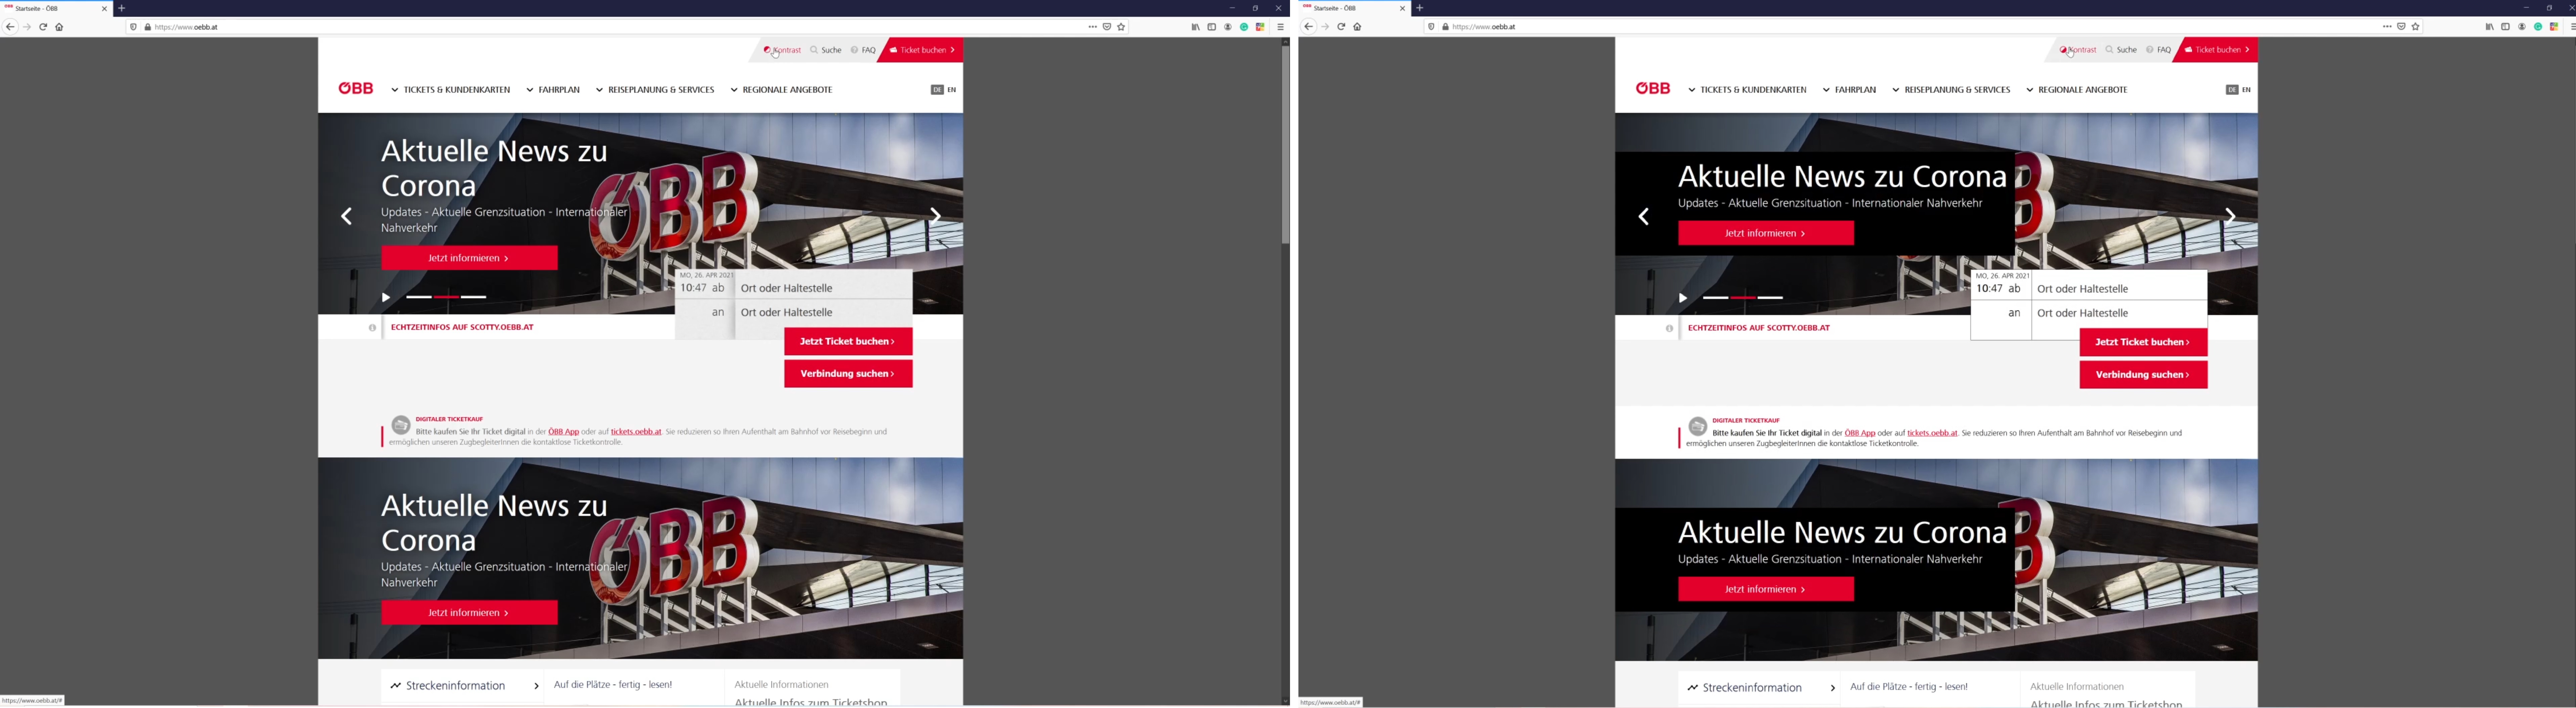 Startseite - ÖBB
https://www.oebb.at
Kontrast Suche FAQ Ticket buchen
ÖBB TICKETS & KUNDENKARTEN FAHRPLAN REISEPLANUNG & SERVICES REGIONALE ANGEBOTE DE EN
Aktuelle News zu
Corona
Updates - Aktuelle Grenzsituation - Internationaler
Nahverkehr
Jetzt informieren
ÖBB
MO, 26. APR 2021
10:47 ab Ort oder Haltestelle
an Ort oder Haltestelle
ECHTZEITINFOS AUF SCOTTY.OEBB.AT
Jetzt Ticket buchen
Verbindung suchen
DIGITALER TICKETKAUF
Bitte kaufen Sie Ihr Ticket digital in der ÖBB App oder auf tickets.oebb.at. Sie reduzieren so Ihren Aufenthalt am Bahnhof vor Reisebeginn und
ermöglichen unseren ZugbegleiterInnen die kontaktlose Ticketkontrolle.
Aktuelle News zu
Corona
Updates - Aktuelle Grenzsituation - Internationaler
Nahverkehr
Jetzt informieren
ÖBB
Streckeninformation Auf die Plätze - fertig - lesen! Aktuelle Informationen
Aktuelle Infos zum Ticketshop
https://www.oebb.at/#
Startseite - ÖBB
https://www.oebb.at
Kontrast Suche FAQ Ticket buchen
ÖBB TICKETS & KUNDENKARTEN FAHRPLAN REISEPLANUNG & SERVICES REGIONALE ANGEBOTE DE EN
Aktuelle News zu Corona
Updates - Aktuelle Grenzsituation - Internationaler Nahverkehr
Jetzt informieren
MO, 26. APR 2021
10:47 ab Ort oder Haltestelle
an Ort oder Haltestelle
ECHTZEITINFOS AUF SCOTTY.OEBB.AT
Jetzt Ticket buchen
Verbindung suchen
DIGITALER TICKETKAUF
Bitte kaufen Sie Ihr Ticket digital in der ÖBB App oder auf tickets.oebb.at. Sie reduzieren so Ihren Aufenthalt am Bahnhof vor Reisebeginn und
ermöglichen unseren ZugbegleiterInnen die kontaktlose Ticketkontrolle.
Aktuelle News zu Corona
Updates - Aktuelle Grenzsituation - Internationaler Nahverkehr
Jetzt informieren
Streckeninformation Auf die Plätze - fertig - lesen! Aktuelle Informationen
Aktuelle Infos zum Ticketshop
https://www.oebb.at/#